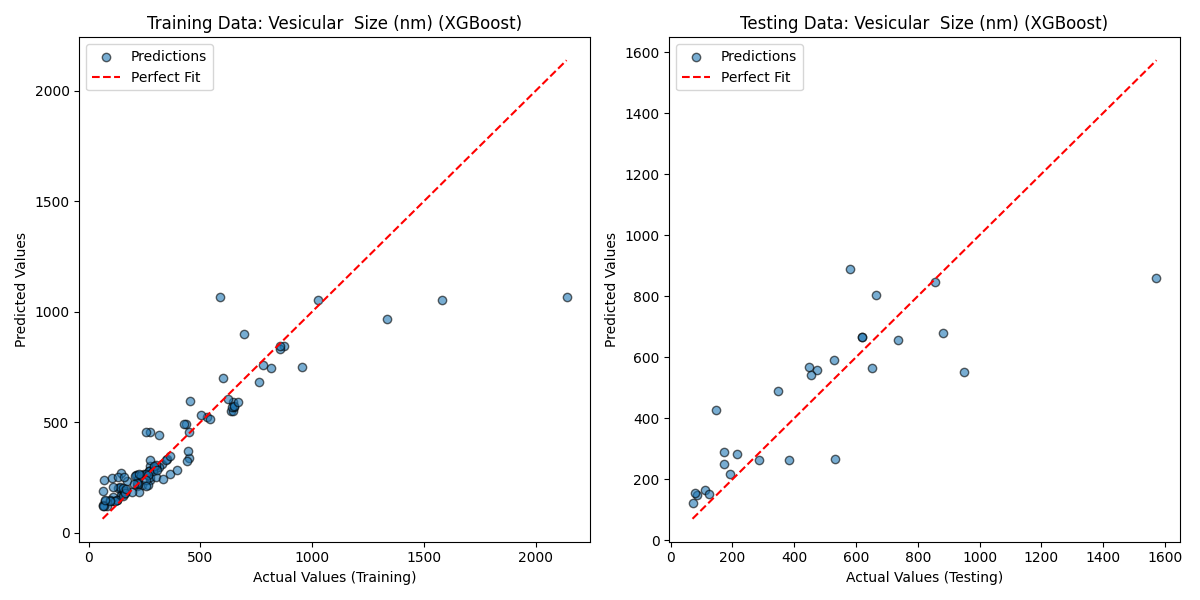 Training Data: Vesicular  Size (nm) (XGBoost)
Predictions
Perfect Fit
2000
1500
1000
500
0
Predicted Values
0 500 1000 1500 2000
Actual Values (Training)
Testing Data: Vesicular  Size (nm) (XGBoost)
Predictions
Perfect Fit
1600
1400
1200
1000
800
600
400
200
0
Predicted Values
0 200 400 600 800 1000 1200 1400 1600
Actual Values (Testing)